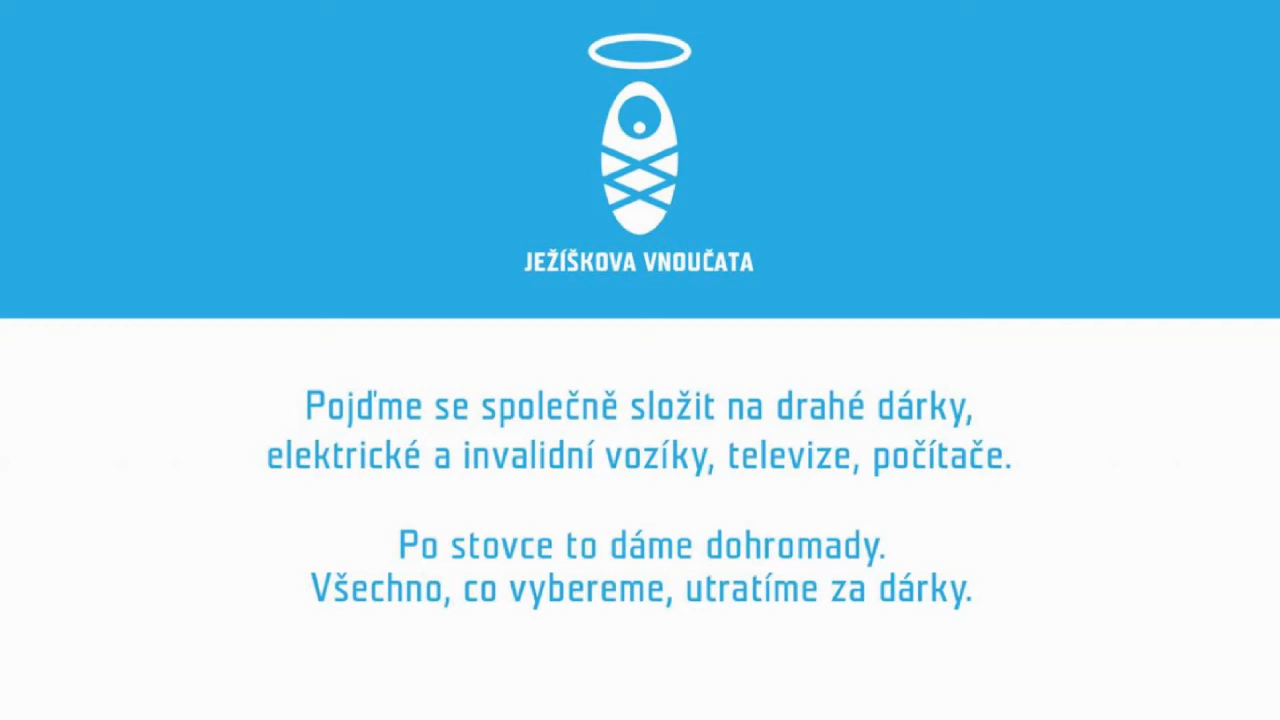 JEŽÍŠKOVA VNOUČATA
Pojďme se společně složit na drahé dárky,
elektrické a invalidní vozíky, televize, počítače.
Po stovce to dáme dohromady.
Všechno, co vybereme, utratíme za dárky.